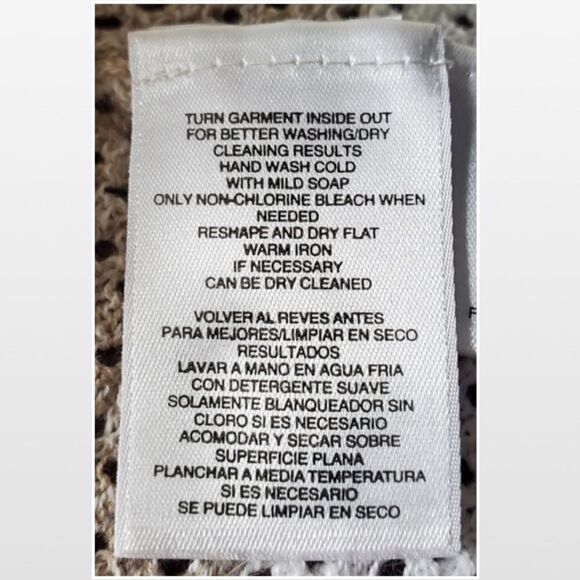 TURN GARMENT INSIDE OUT
FOR BETTER WASHING/DRY
CLEANING RESULTS
HAND WASH COLD
WITH MILD SOAP
ONLY NON-CHLORINE BLEACH WHEN
NEEDED
RESHAPE AND DRY FLAT
WARM IRON
IF NECESSARY
CAN BE DRY CLEANED
VOLVER AL REVES ANTES
PARA MEJORES/LIMPIAR EN SECO
RESULTADOS
LAVAR A MANO EN AGUA FRIA
CON DETERGENTE SUAVE
SOLAMENTE BLANQUEADOR SIN
CLORO SI ES NECESARIO
ACOMODAR Y SECAR SOBRE
SUPERFICIE PLANA
PLANCHAR A MEDIA TEMPERATURA
SI ES NECESARIO
SE PUEDE LIMPIAR EN SECO